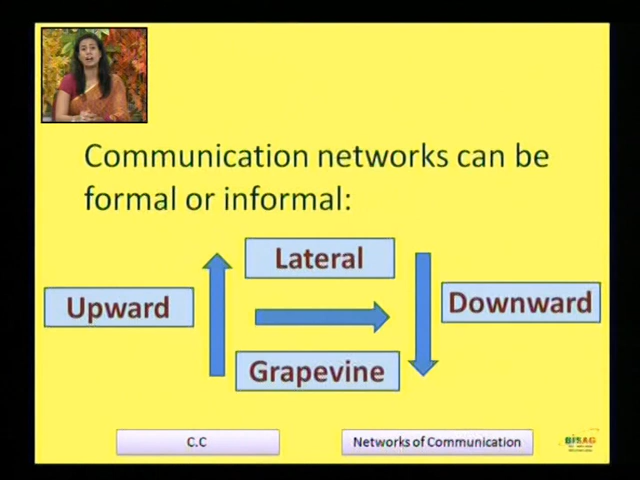 Communication networks can be
formal or informal:
Lateral
Upward
Downward
Grapevine
C.C
Networks of Communication
BISAG